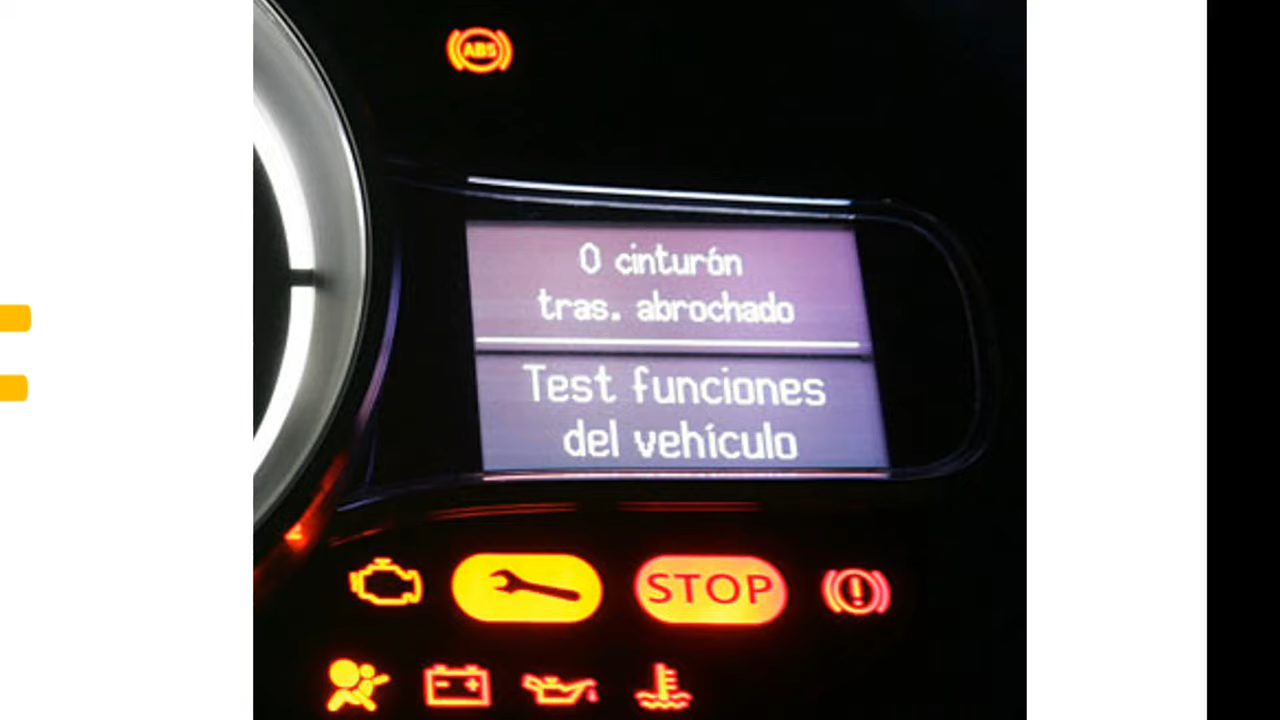 ABS
0 cinturón
tras. abrochado
Test funciones
del vehículo
STOP